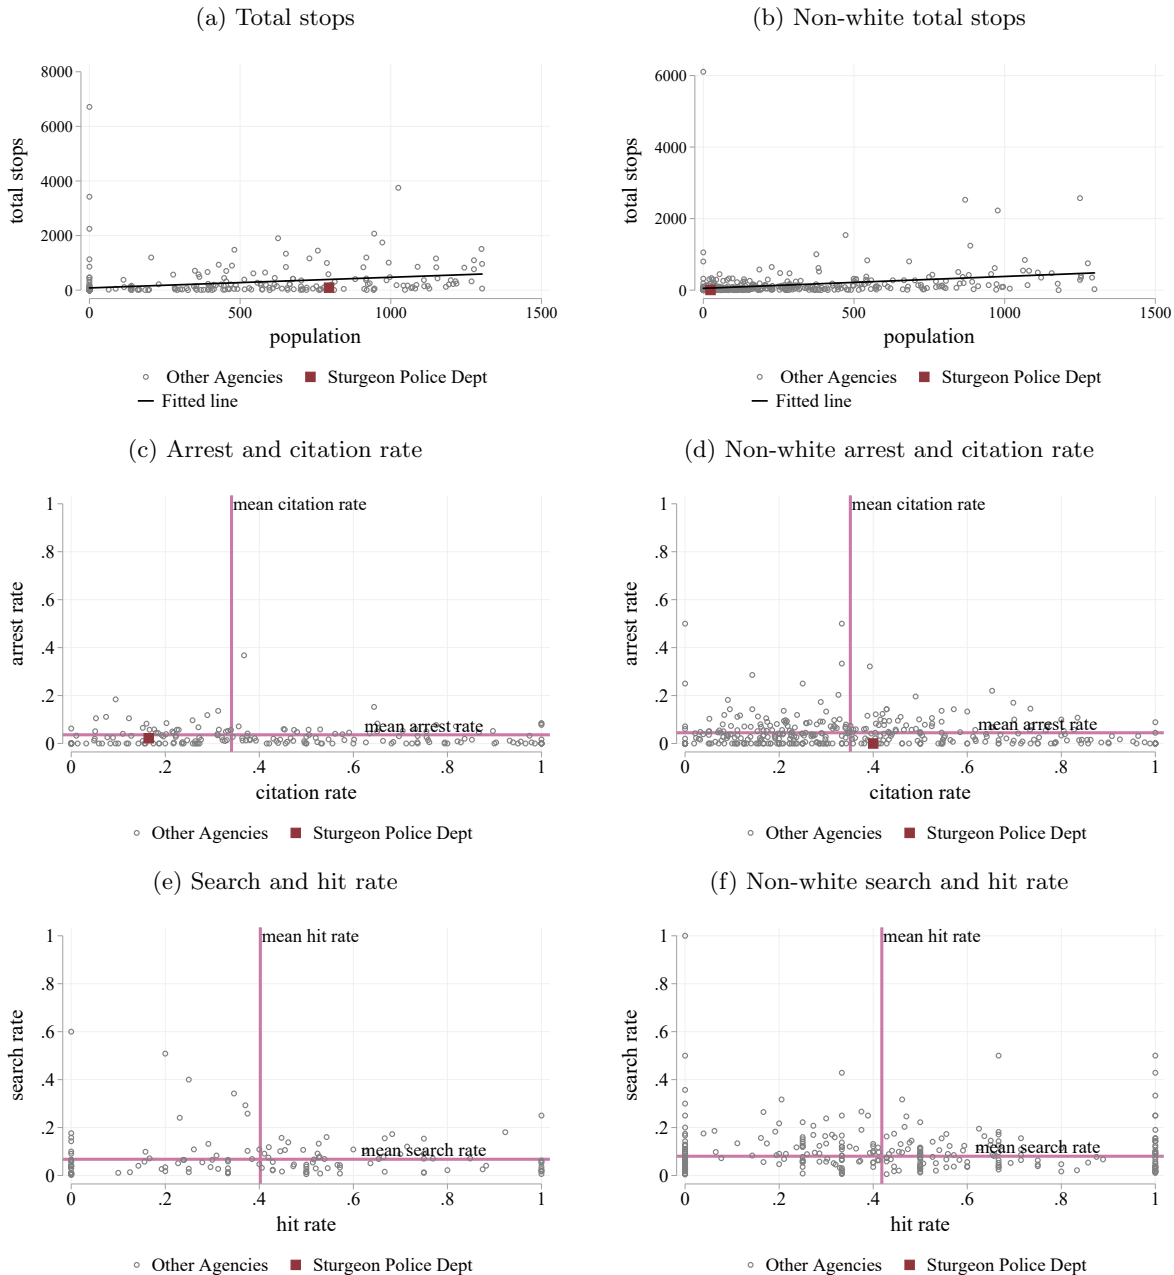 (a) Total stops
(b) Non-white total stops
total stops
8000
6000
4000
2000
0
0 500 1000 1500
population
Other Agencies Sturgeon Police Dept
Fitted line
total stops
6000
4000
2000
0
0 500 1000 1500
population
Other Agencies Sturgeon Police Dept
Fitted line
(c) Arrest and citation rate
(d) Non-white arrest and citation rate
arrest rate
1
.8
.6
.4
.2
0
mean citation rate
mean arrest rate
0 .2 .4 .6 .8 1
citation rate
Other Agencies Sturgeon Police Dept
arrest rate
1
.8
.6
.4
.2
0
mean citation rate
mean arrest rate
0 .2 .4 .6 .8 1
citation rate
Other Agencies Sturgeon Police Dept
(e) Search and hit rate
(f) Non-white search and hit rate
search rate
1
.8
.6
.4
.2
0
mean hit rate
mean search rate
0 .2 .4 .6 .8 1
hit rate
Other Agencies Sturgeon Police Dept
search rate
1
.8
.6
.4
.2
0
mean hit rate
mean search rate
0 .2 .4 .6 .8 1
hit rate
Other Agencies Sturgeon Police Dept